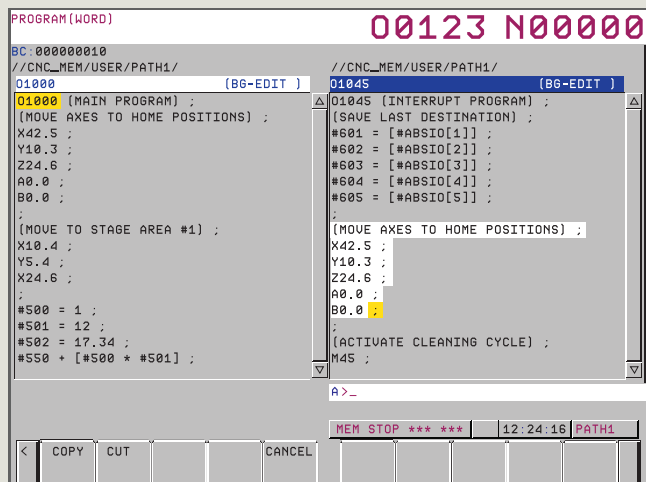 PROGRAM(WORD)
O0123 N00000
BC:000000010
//CNC_MEM/USER/PATH1/
O1000 (BG-EDIT )
O1000 (MAIN PROGRAM) ;
(MOVE AXES TO HOME POSITIONS) ;
X42.5 ;
Y10.3 ;
Z24.6 ;
A0.0 ;
B0.0 ;
;
(MOVE TO STAGE AREA #1) ;
X10.4 ;
Y5.4 ;
X24.6 ;
;
#500 = 1 ;
#501 = 12 ;
#502 = 17.34 ;
#550 + [#500 * #501] ;
//CNC_MEM/USER/PATH1/
O1045 (BG-EDIT )
O1045 (INTERRUPT PROGRAM) ;
(SAVE LAST DESTINATION) ;
#601 = [#ABSIO[1]] ;
#602 = [#ABSIO[2]] ;
#603 = [#ABSIO[3]] ;
#604 = [#ABSIO[4]] ;
#605 = [#ABSIO[5]] ;
;
(MOVE AXES TO HOME POSITIONS) ;
X42.5 ;
Y10.3 ;
Z24.6 ;
A0.0 ;
B0.0 ;
;
(ACTIVATE CLEANING CYCLE) ;
M45 ;
A>_
MEM STOP *** *** 12:24:16 PATH1
< COPY CUT CANCEL